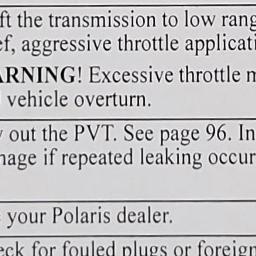 ft the transmission to low rang
ef, aggressive throttle applicati
ARNING! Excessive throttle m
vehicle overturn.
y out the PVT. See page 96. In
nage if repeated leaking occur
your Polaris dealer.
eck for fouled plugs or foreign